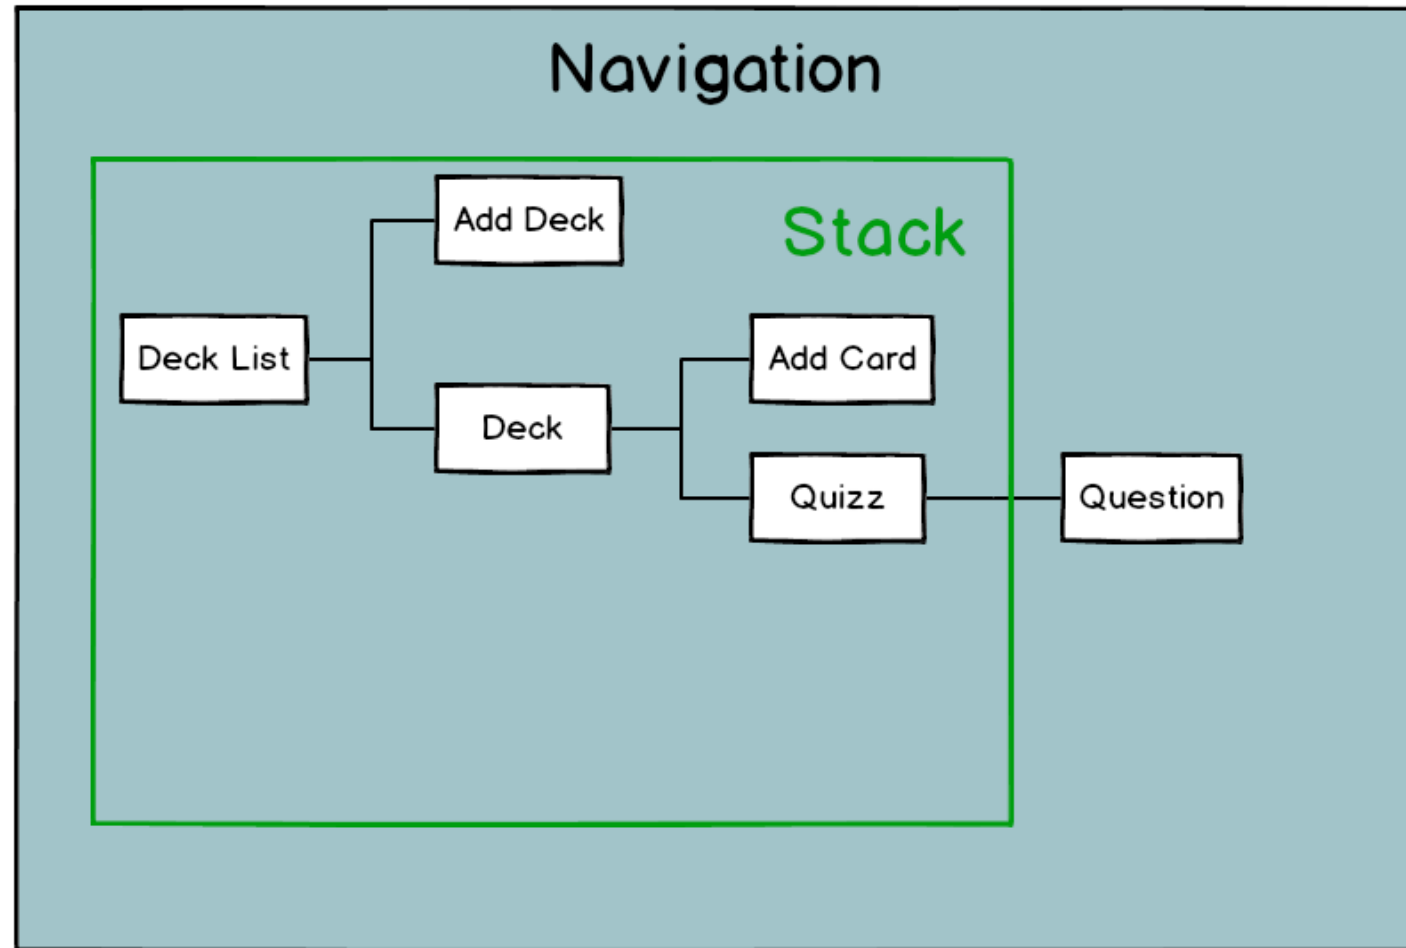 Navigation
Stack
Add Deck
Deck List
Add Card
Deck
Quizz
Question